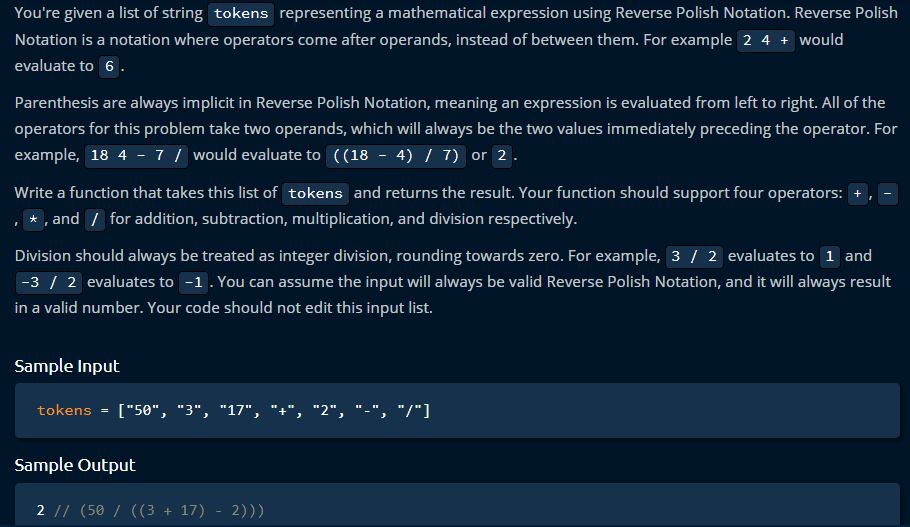 You're given a list of string tokens representing a mathematical expression using Reverse Polish Notation. Reverse Polish
Notation is a notation where operators come after operands, instead of between them. For example 2 4 + would
evaluate to 6.
Parenthesis are always implicit in Reverse Polish Notation, meaning an expression is evaluated from left to right. All of the
operators for this problem take two operands, which will always be the two values immediately preceding the operator. For
example, 18 4 - 7 / would evaluate to ((18 - 4) / 7) or 2.
Write a function that takes this list of tokens and returns the result. Your function should support four operators: +, -
, *, and / for addition, subtraction, multiplication, and division respectively.
Division should always be treated as integer division, rounding towards zero. For example, 3 / 2 evaluates to 1 and
-3 / 2 evaluates to -1. You can assume the input will always be valid Reverse Polish Notation, and it will always result
in a valid number. Your code should not edit this input list.
Sample Input
tokens = ["50", "3", "17", "+", "2", "-", "/"]
Sample Output
2 // (50 / ((3 + 17) - 2)))